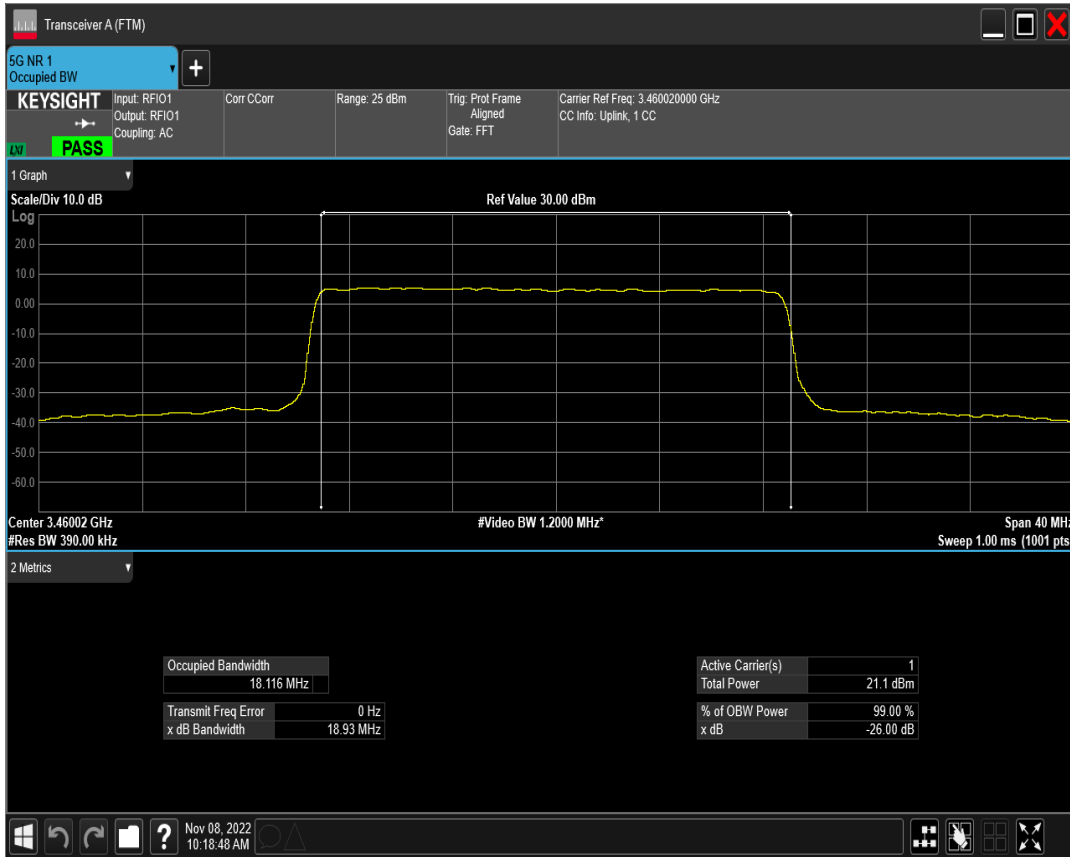 Transceiver A (FTM)
5G NR 1
Occupied BW
+
KEYSIGHT
LXI
PASS
Input: RFIO1
Output: RFIO1
Coupling: AC
Corr CCorr
Range: 25 dBm
Trig: Prot Frame
Aligned
Gate: FFT
Carrier Ref Freq: 3.460020000 GHz
CC Info: Uplink, 1 CC
1 Graph
Scale/Div 10.0 dB
Ref Value 30.00 dBm
Log
20.0
10.0
0.00
-10.0
-20.0
-30.0
-40.0
-50.0
-60.0
Center 3.46002 GHz
#Video BW 1.2000 MHz*
Span 40 MHz
#Res BW 390.00 kHz
Sweep 1.00 ms (1001 pts
2 Metrics
Occupied Bandwidth
18.116 MHz
Transmit Freq Error 0 Hz
x dB Bandwidth 18.93 MHz
Active Carrier(s) 1
Total Power 21.1 dBm
% of OBW Power 99.00 %
x dB -26.00 dB
?
Nov 08, 2022
10:18:48 AM